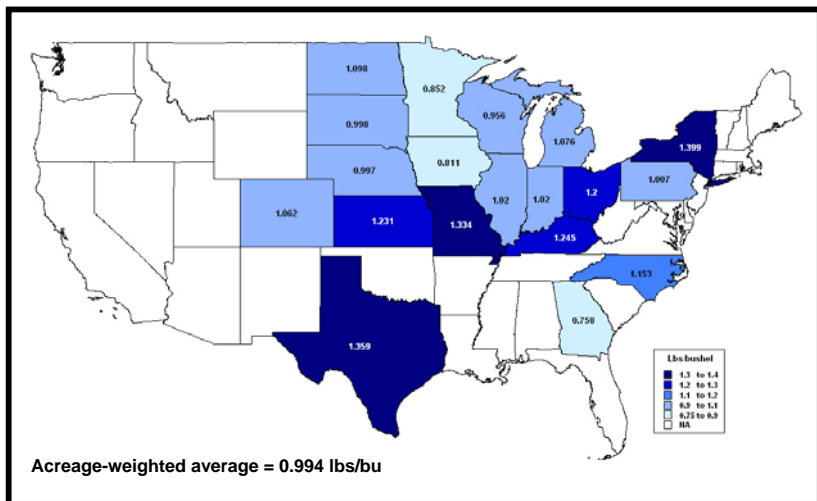 1.098
0.852
0.956
1.076
0.998
1.399
0.811
0.997
1.007
1.02
1.02
1.2
1.062
1.231
1.334
1.245
1.153
0.758
1.359
Lbs/bushel
1.3 to 1.4
1.2 to 1.3
1.1 to 1.2
0.9 to 1.1
0.75 to 0.9
NA
Acreage-weighted average = 0.994 lbs/bu